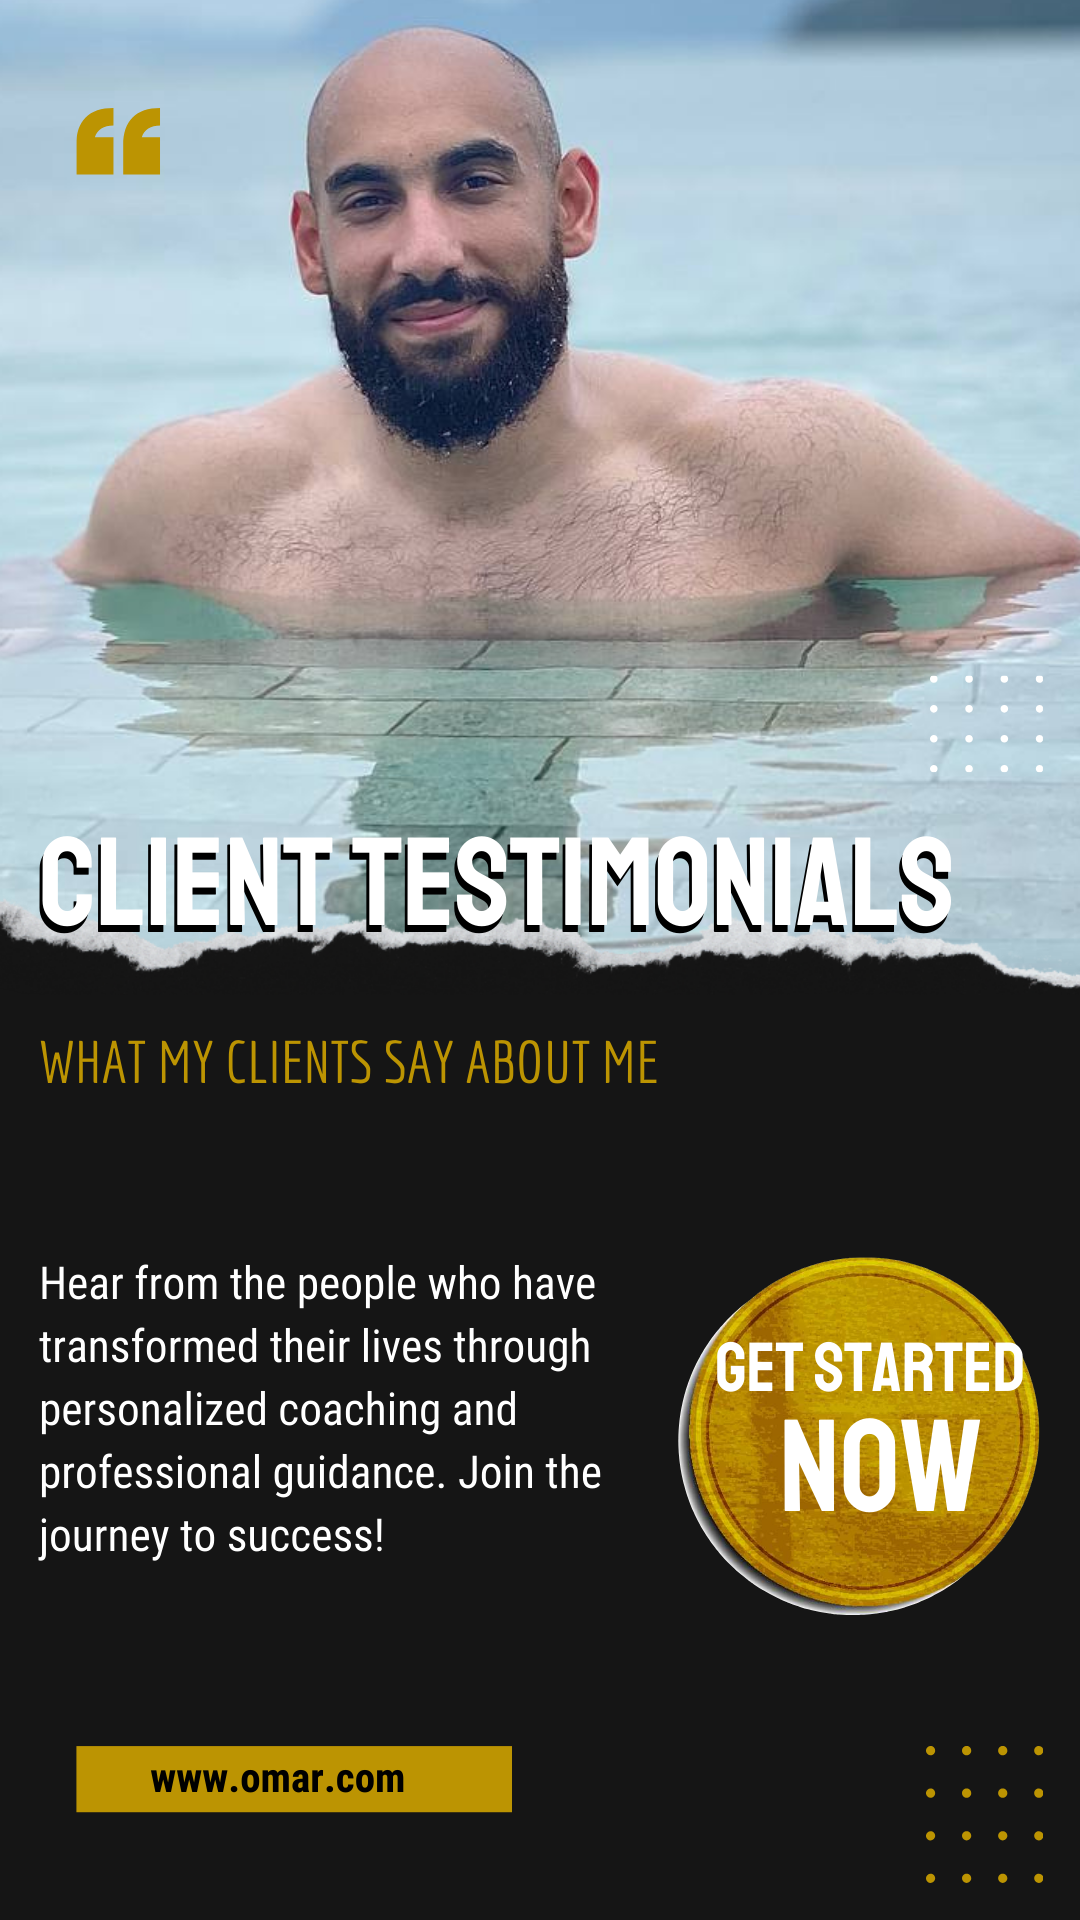 ❝
CLIENT TESTIMONIALS
WHAT MY CLIENTS SAY ABOUT ME
Hear from the people who have
transformed their lives through
personalized coaching and
professional guidance. Join the
journey to success!
GET STARTED
NOW
www.omar.com